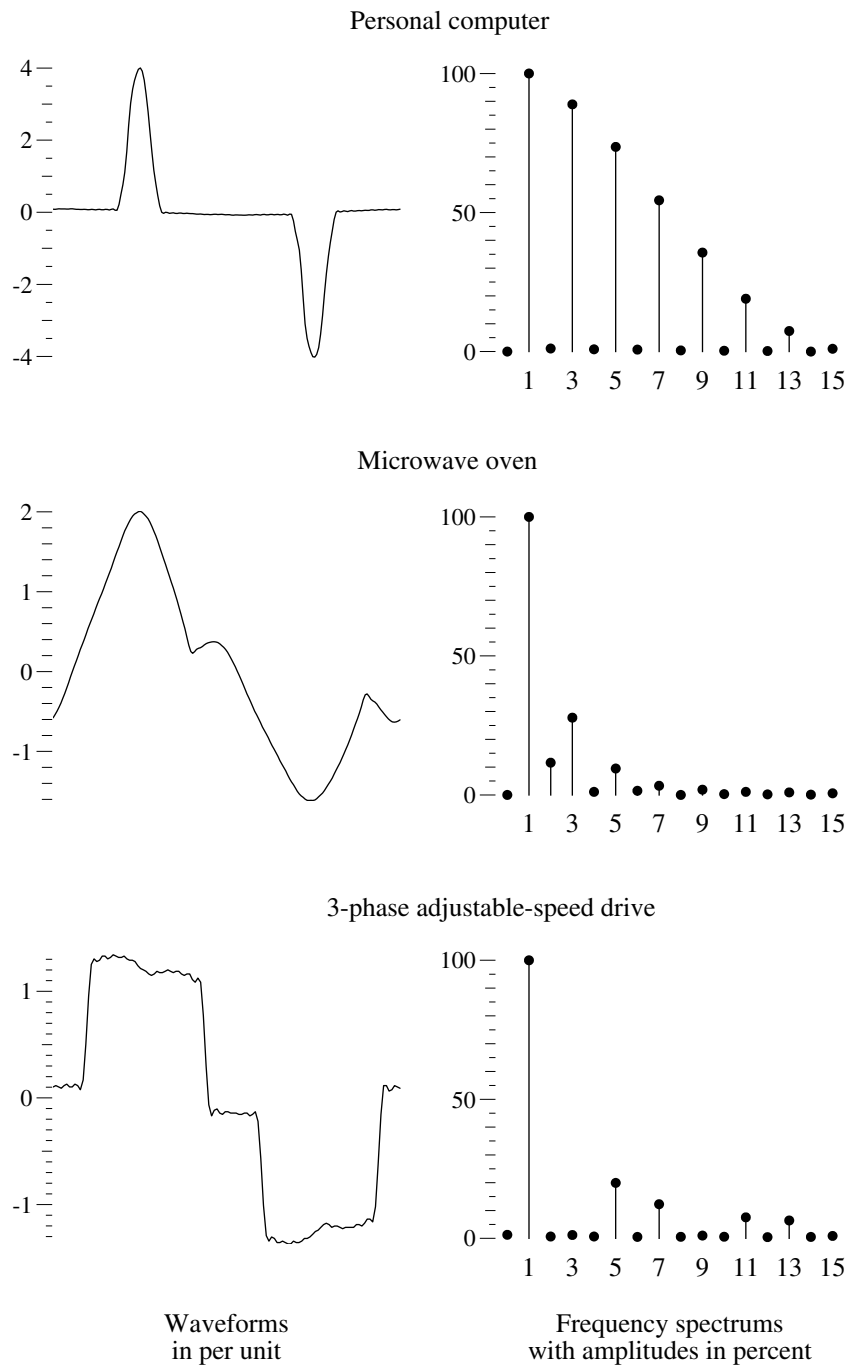 Personal computer
4
2
0
-2
-4
100
50
0
1 3 5 7 9 11 13 15
Microwave oven
2
1
0
-1
100
50
0
1 3 5 7 9 11 13 15
3-phase adjustable-speed drive
1
0
-1
100
50
0
1 3 5 7 9 11 13 15
Waveforms
in per unit
Frequency spectrums
with amplitudes in percent